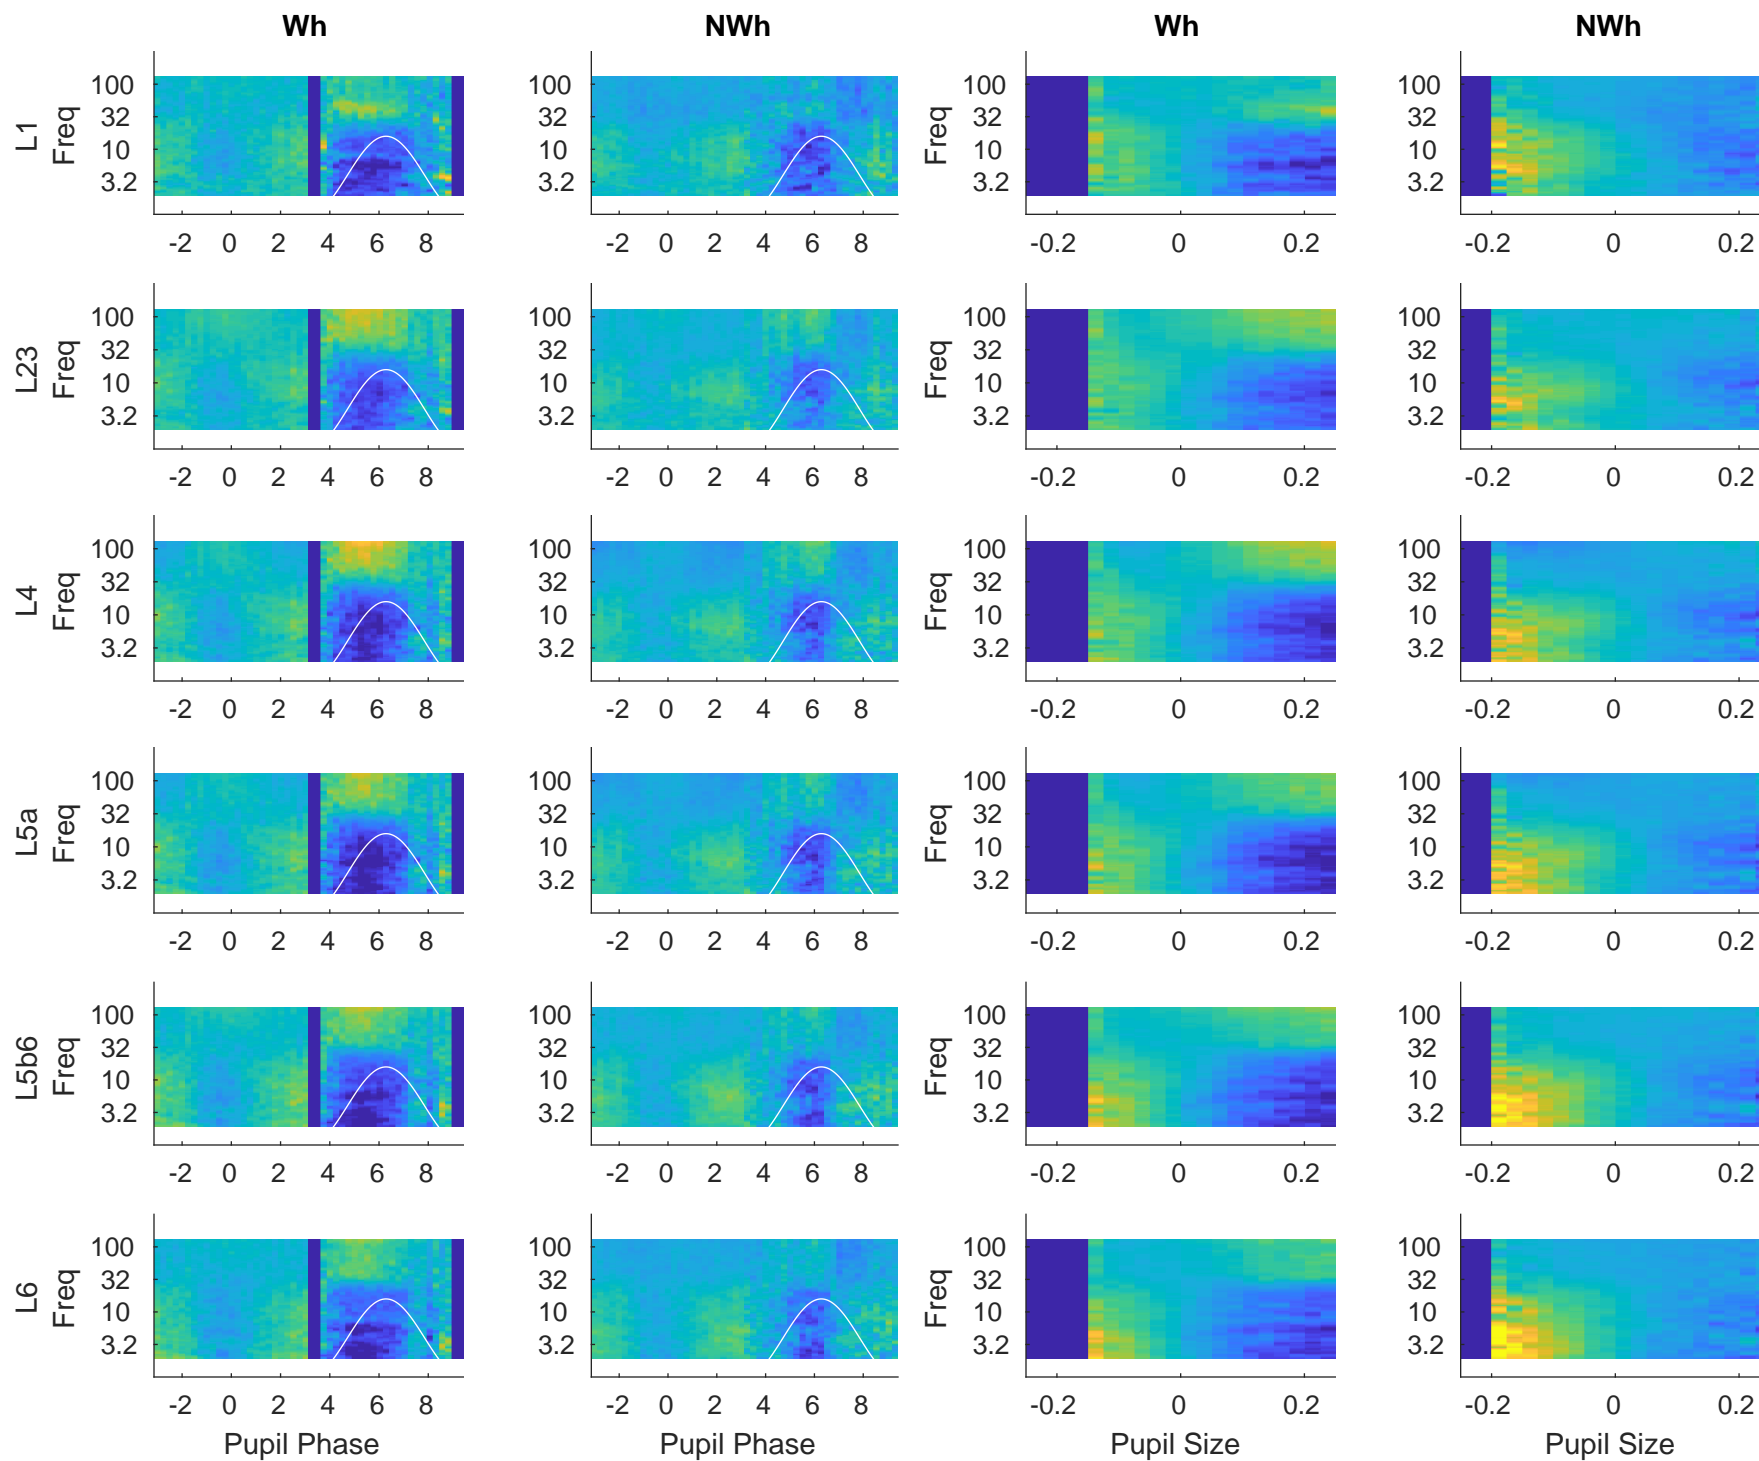 Wh NWh Wh NWh
L1
Freq 100 32 10 3.2 100 32 10 3.2 Freq 100 32 10 3.2 100 32 10 3.2
-2 0 2 4 6 8 -2 0 2 4 6 8 -0.2 0 0.2 -0.2 0 0.2
L23
Freq 100 32 10 3.2 100 32 10 3.2 Freq 100 32 10 3.2 100 32 10 3.2
-2 0 2 4 6 8 -2 0 2 4 6 8 -0.2 0 0.2 -0.2 0 0.2
L4
Freq 100 32 10 3.2 100 32 10 3.2 Freq 100 32 10 3.2 100 32 10 3.2
-2 0 2 4 6 8 -2 0 2 4 6 8 -0.2 0 0.2 -0.2 0 0.2
L5a
Freq 100 32 10 3.2 100 32 10 3.2 Freq 100 32 10 3.2 100 32 10 3.2
-2 0 2 4 6 8 -2 0 2 4 6 8 -0.2 0 0.2 -0.2 0 0.2
L5b6
Freq 100 32 10 3.2 100 32 10 3.2 Freq 100 32 10 3.2 100 32 10 3.2
-2 0 2 4 6 8 -2 0 2 4 6 8 -0.2 0 0.2 -0.2 0 0.2
L6
Freq 100 32 10 3.2 100 32 10 3.2 Freq 100 32 10 3.2 100 32 10 3.2
-2 0 2 4 6 8 -2 0 2 4 6 8 -0.2 0 0.2 -0.2 0 0.2
Pupil Phase Pupil Phase Pupil Size Pupil Size